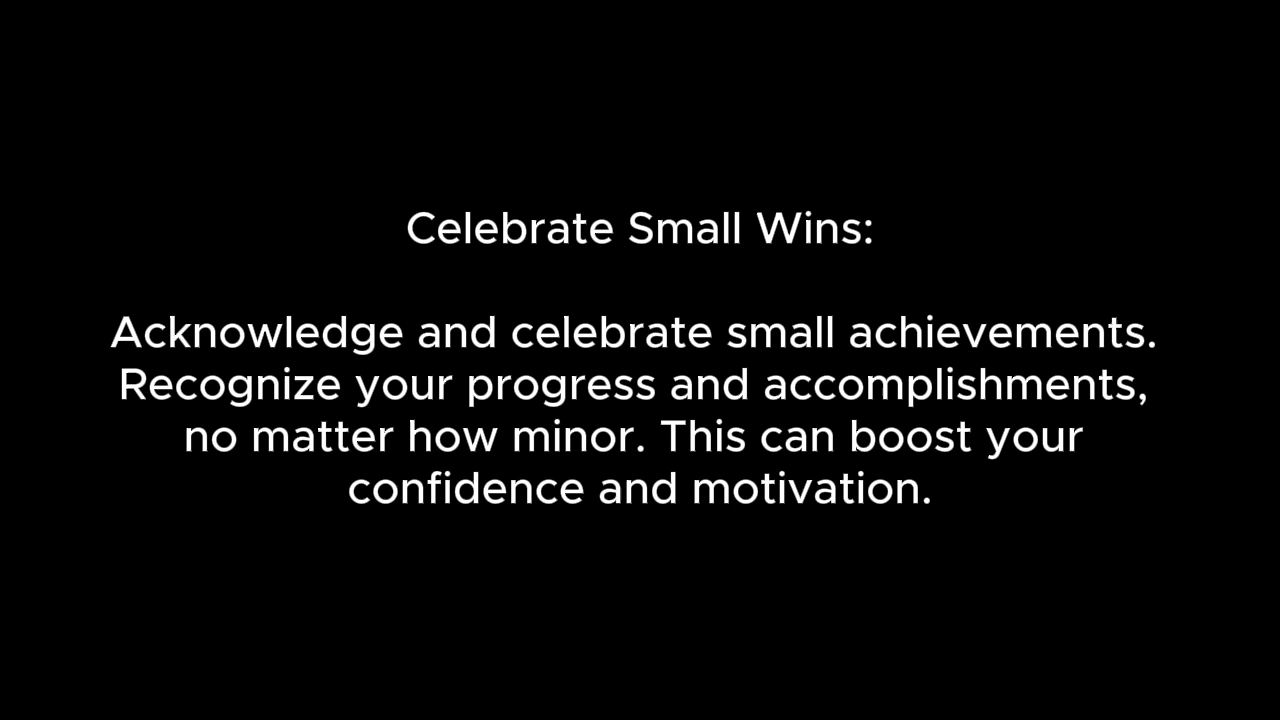 Celebrate Small Wins:
Acknowledge and celebrate small achievements.
Recognize your progress and accomplishments,
no matter how minor. This can boost your
confidence and motivation.